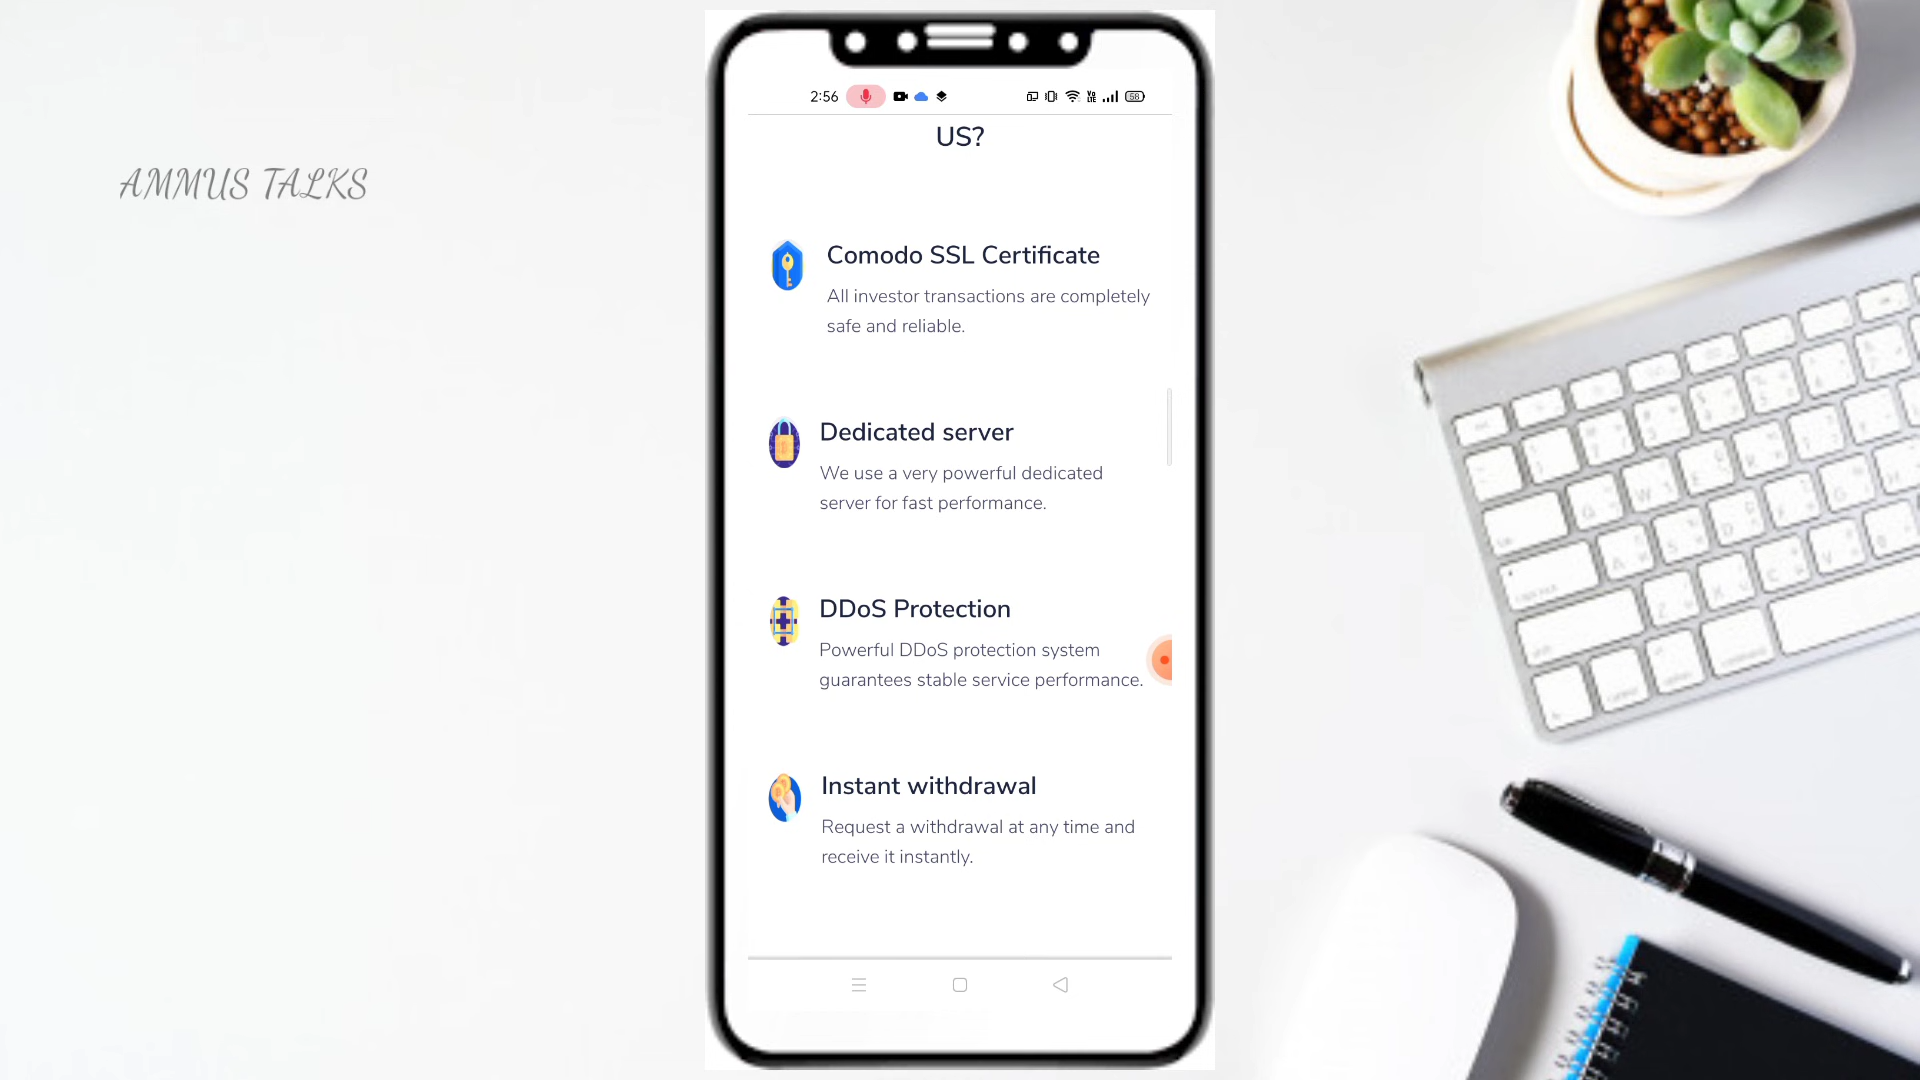 AMMUS TALKS
2:56
58
US?
Comodo SSL Certificate
All investor transactions are completely
safe and reliable.
Dedicated server
We use a very powerful dedicated
server for fast performance.
DDoS Protection
Powerful DDoS protection system
guarantees stable service performance.
Instant withdrawal
Request a withdrawal at any time and
receive it instantly.